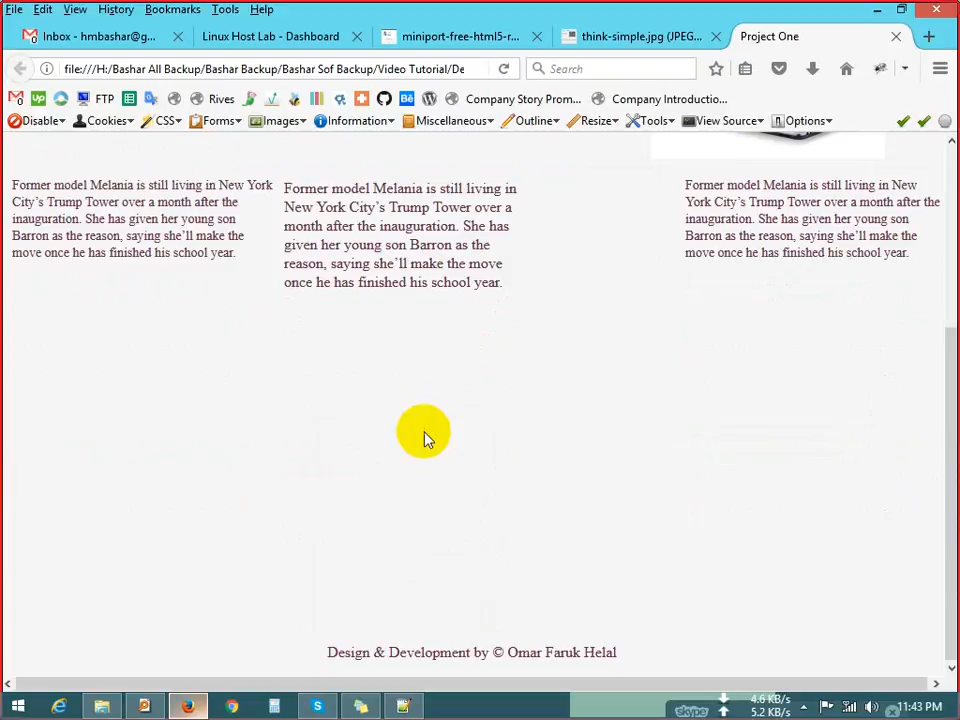 File Edit View History Bookmarks Tools Help
Inbox - hmbashar@g...
Linux Host Lab - Dashboard
miniport-free-html5-r...
think-simple.jpg (JPEG...
Project One
file:///H:/Bashar All Backup/Bashar Backup/Bashar Sof Backup/Video Tutorial/De
Search
FTP
Rives
Company Story Prom...
Company Introductio...
Disable
Cookies
CSS
Forms
Images
Information
Miscellaneous
Outline
Resize
Tools
View Source
Options
Former model Melania is still living in New York
City's Trump Tower over a month after the
inauguration. She has given her young son
Barron as the reason, saying she'll make the
move once he has finished his school year.
Former model Melania is still living in
New York City's Trump Tower over a
month after the inauguration. She has
given her young son Barron as the
reason, saying she'll make the move
once he has finished his school year.
Former model Melania is still living in New
York City's Trump Tower over a month after the
inauguration. She has given her young son
Barron as the reason, saying she'll make the
move once he has finished his school year.
Design & Development by © Omar Faruk Helal
skype
4.6 KB/s
5.2 KB/s
11:43 PM